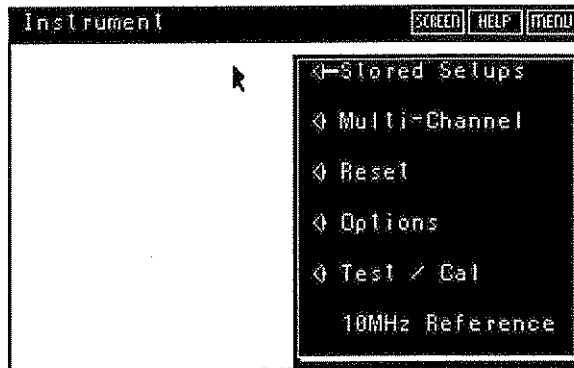 Instrument
SCREEN HELP MENU
Stored Setups
Multi-Channel
Reset
Options
Test / Cal
10MHz Reference